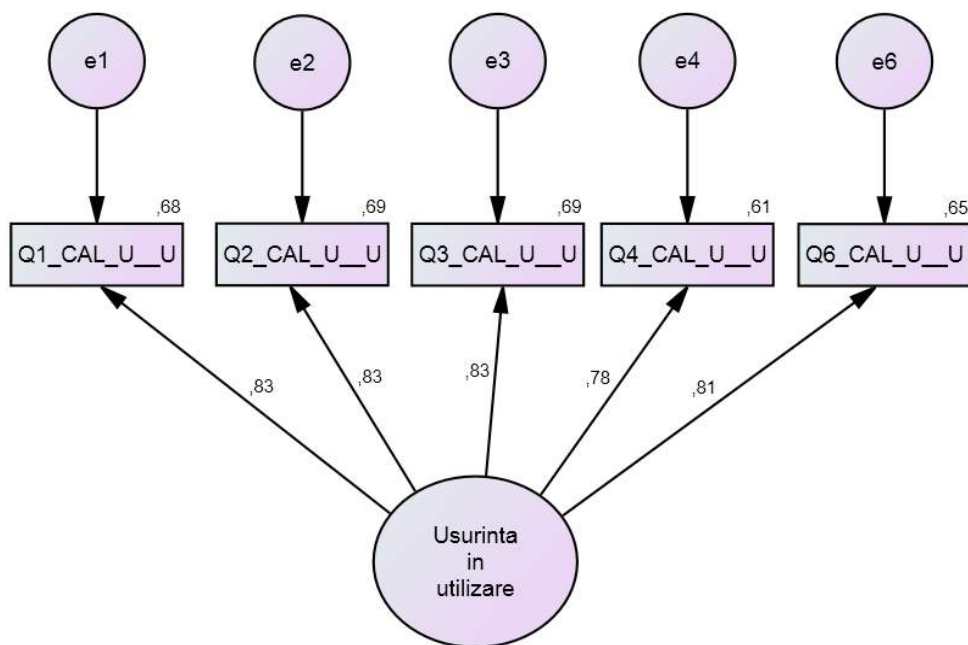 e1
e2
e3
e4
e6
,68
,69
,69
,61
,65
Q1_CAL_U__U
Q2_CAL_U__U
Q3_CAL_U__U
Q4_CAL_U__U
Q6_CAL_U__U
,83
,83
,83
,78
,81
Usurinta
in
utilizare